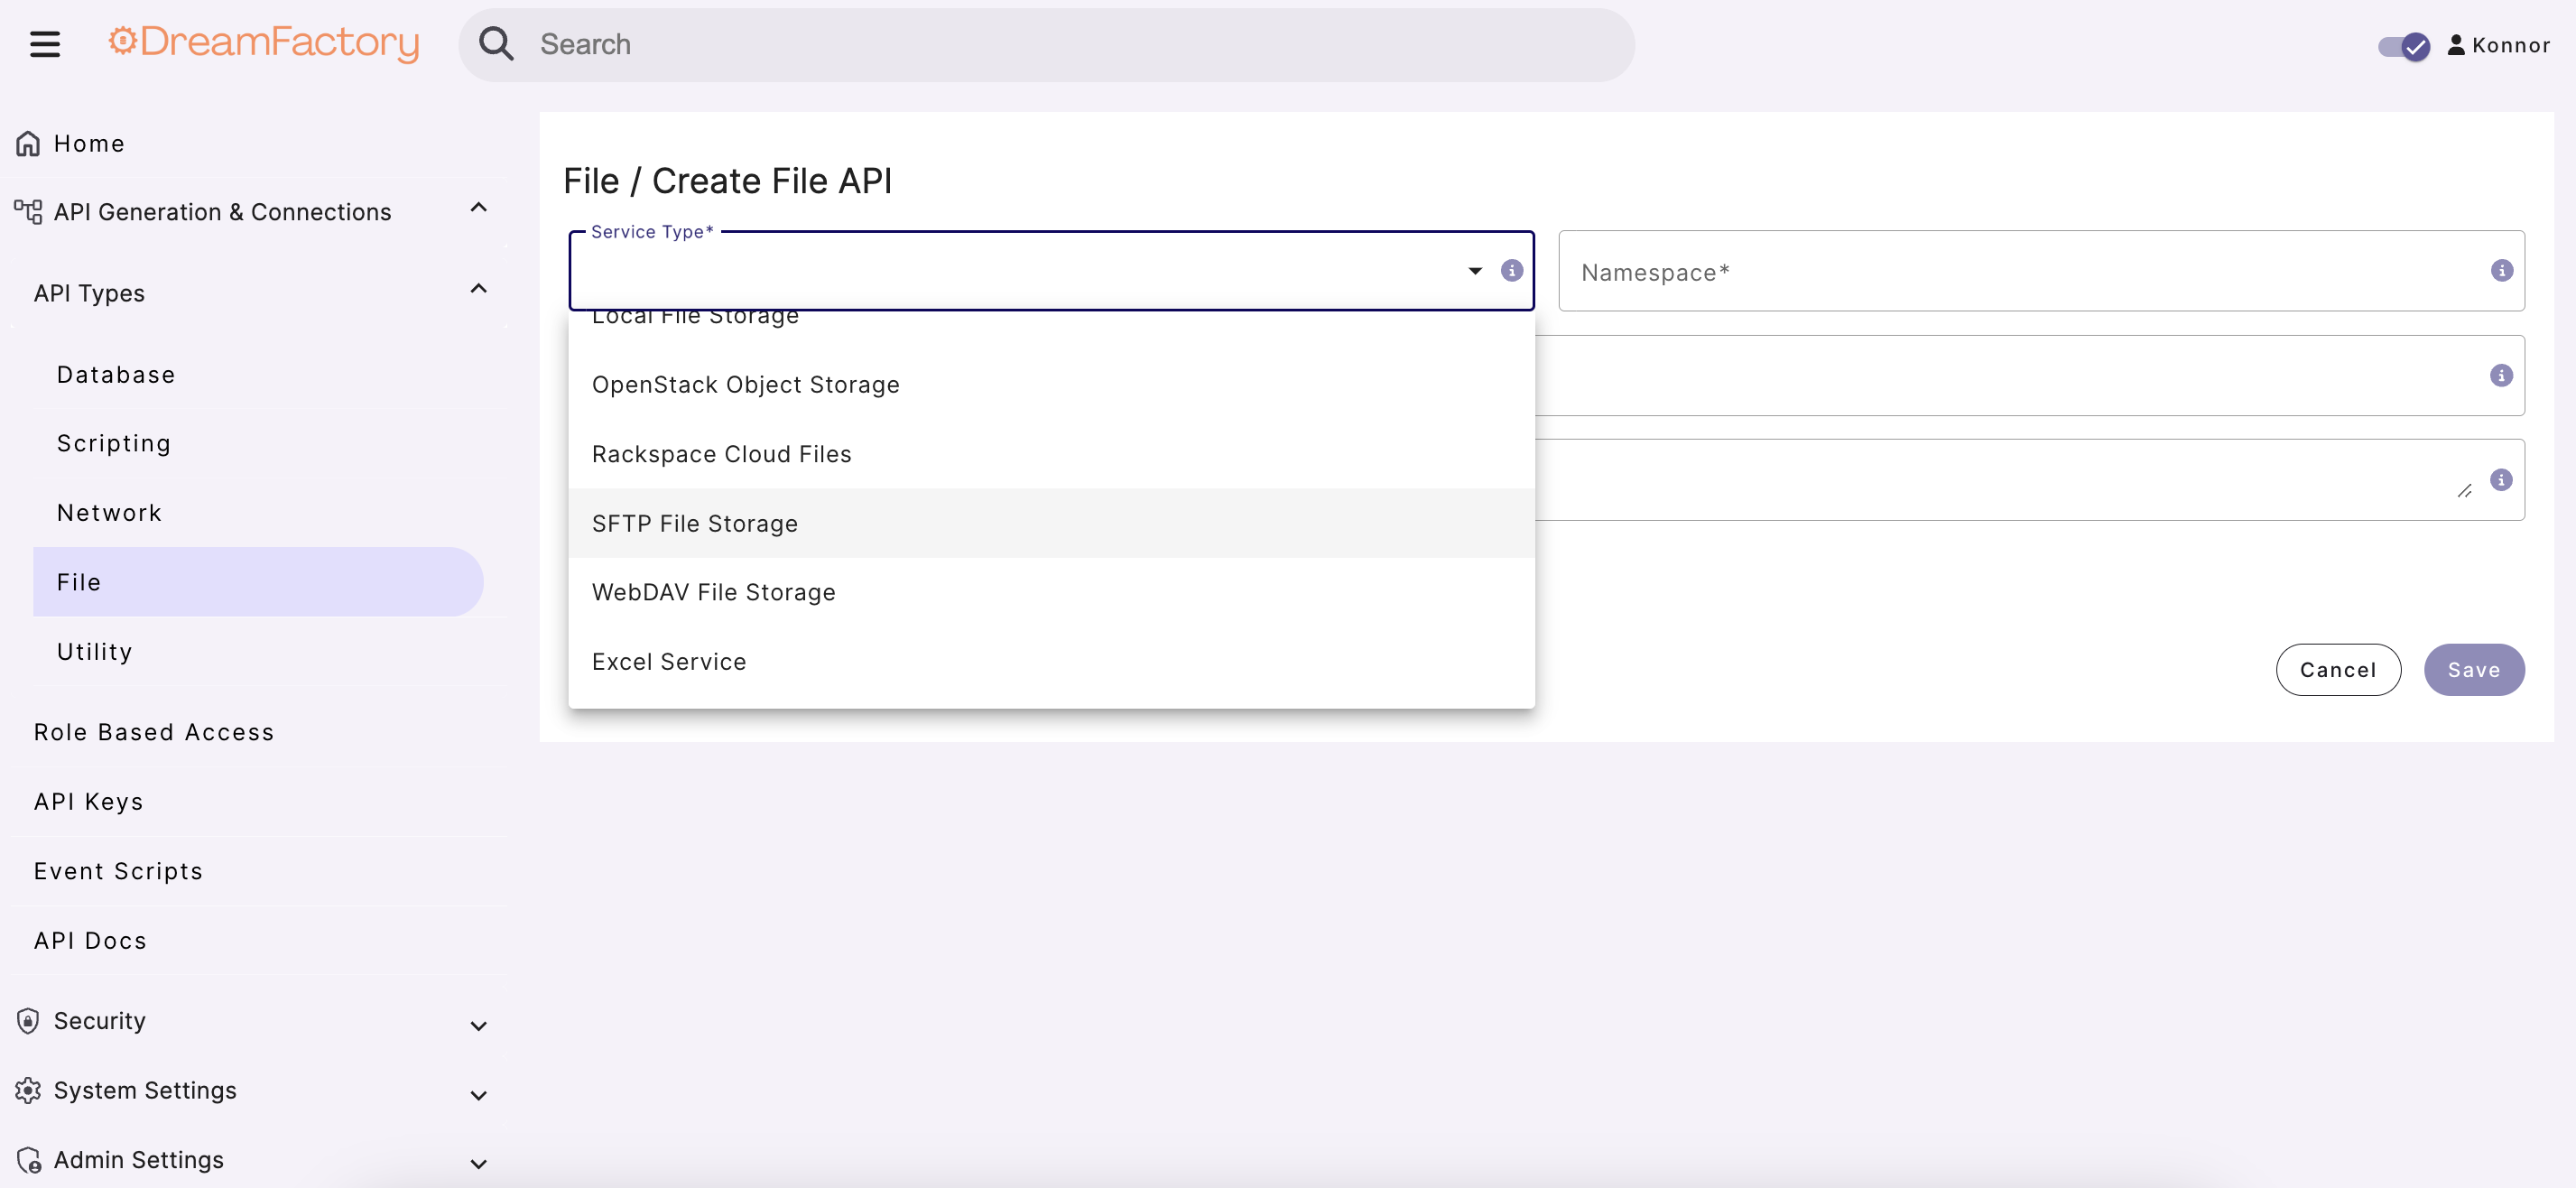 DreamFactory
Search
Konnor
Home
API Generation & Connections
API Types
Database
Scripting
Network
File
Utility
Role Based Access
API Keys
Event Scripts
API Docs
Security
System Settings
Admin Settings
File / Create File API
Service Type*
Namespace*
Local File Storage
OpenStack Object Storage
Rackspace Cloud Files
SFTP File Storage
WebDAV File Storage
Excel Service
Cancel
Save